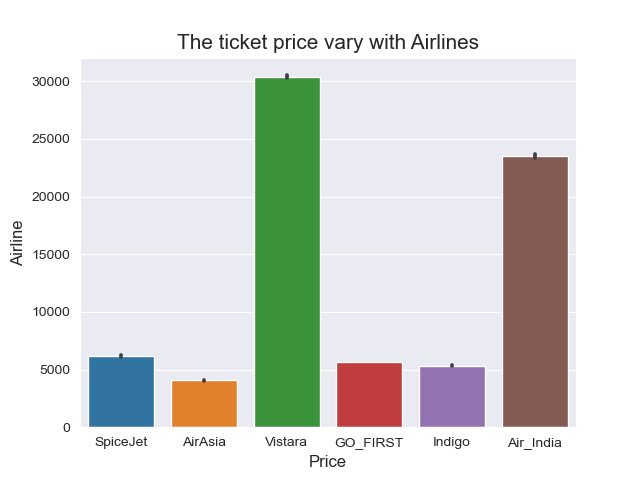 The ticket price vary with Airlines
30000
25000
20000
15000
10000
5000
0
Airline
SpiceJet AirAsia Vistara GO_FIRST Indigo Air_India
Price